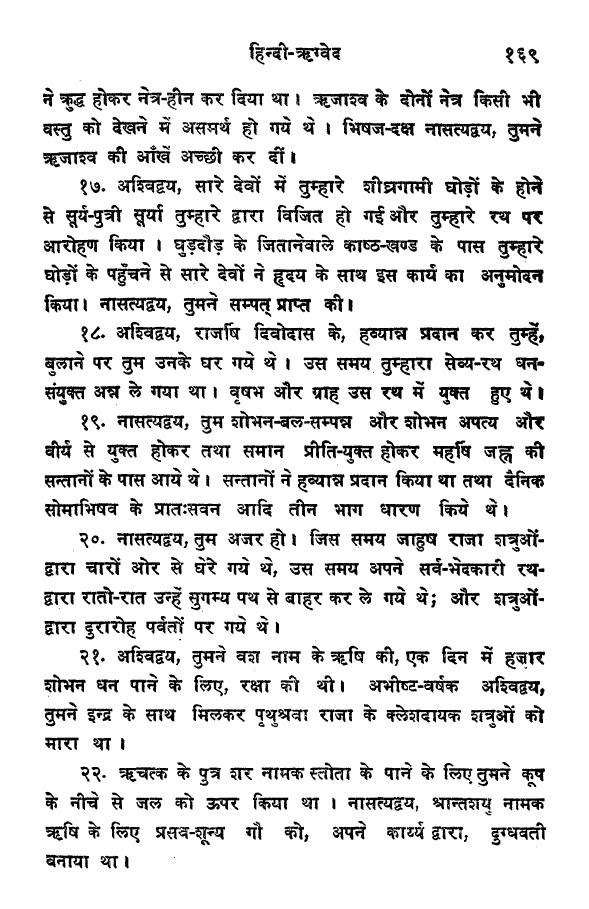 हिन्दी-ऋग्वेद १६९
ने क्रुद्ध होकर नेत्र-हीन कर दिया था। ऋजाश्व के दोनों नेत्र किसी भी
वस्तु को देखने में असमर्थ हो गये थे। भिषज-दक्ष नासत्यद्वय, तुमने
ऋजाश्व की आँखें अच्छी कर दीं।
१७. अश्विद्वय, सारे देवों में तुम्हारे शीघ्रगामी घोड़ों के होने
से सूर्य-पुत्री सूर्या तुम्हारे द्वारा विजित हो गई और तुम्हारे रथ पर
आरोहण किया। घुड़दौड़ के जितानेवाले काष्ठ-खण्ड के पास तुम्हारे
घोड़ों के पहुँचने से सारे देवों ने हृदय के साथ इस कार्य का अनुमोदन
किया। नासत्यद्वय, तुमने सम्पत् प्राप्त की।
१८. अश्विद्वय, राजर्षि दिवोदास के, हव्यान्न प्रदान कर तुम्हें,
बुलाने पर तुम उनके घर गये थे। उस समय तुम्हारा सेव्य-रथ धन-
संयुक्त अन्न ले गया था। वृषभ और ग्राह उस रथ में युक्त हुए थे।
१९. नासत्यद्वय, तुम शोभन-बल-सम्पन्न और शोभन अपत्य और
वीर्य से युक्त होकर तथा समान प्रीति-युक्त होकर महर्षि जह्नु की
सन्तानों के पास आये थे। सन्तानों ने हव्यान्न प्रदान किया था तथा दैनिक
सोमाभिषव के प्रातःसवन आदि तीन भाग धारण किये थे।
२०. नासत्यद्वय, तुम अजर हो। जिस समय जाहुष राजा शत्रुओं-
द्वारा चारों ओर से घेरे गये थे, उस समय अपने सर्व-भेदकारी रथ-
द्वारा रातो-रात उन्हें सुगम्य पथ से बाहर कर ले गये थे; और शत्रुओं-
द्वारा दुरारोह पर्वतों पर गये थे।
२१. अश्विद्वय, तुमने वश नाम के ऋषि की, एक दिन में हज़ार
शोभन धन पाने के लिए, रक्षा की थी। अभीष्ट-वर्षक अश्विद्वय,
तुमने इन्द्र के साथ मिलकर पृथुश्रवा राजा के क्लेशदायक शत्रुओं को
मारा था।
२२. ऋचत्क के पुत्र शर नामक स्तोता के पाने के लिए तुमने कूप
के नीचे से जल को ऊपर किया था। नासत्यद्वय, श्रान्तशयु नामक
ऋषि के लिए प्रसव-शून्य गौ को, अपने कार्य्य द्वारा, दुग्धवती
बनाया था।